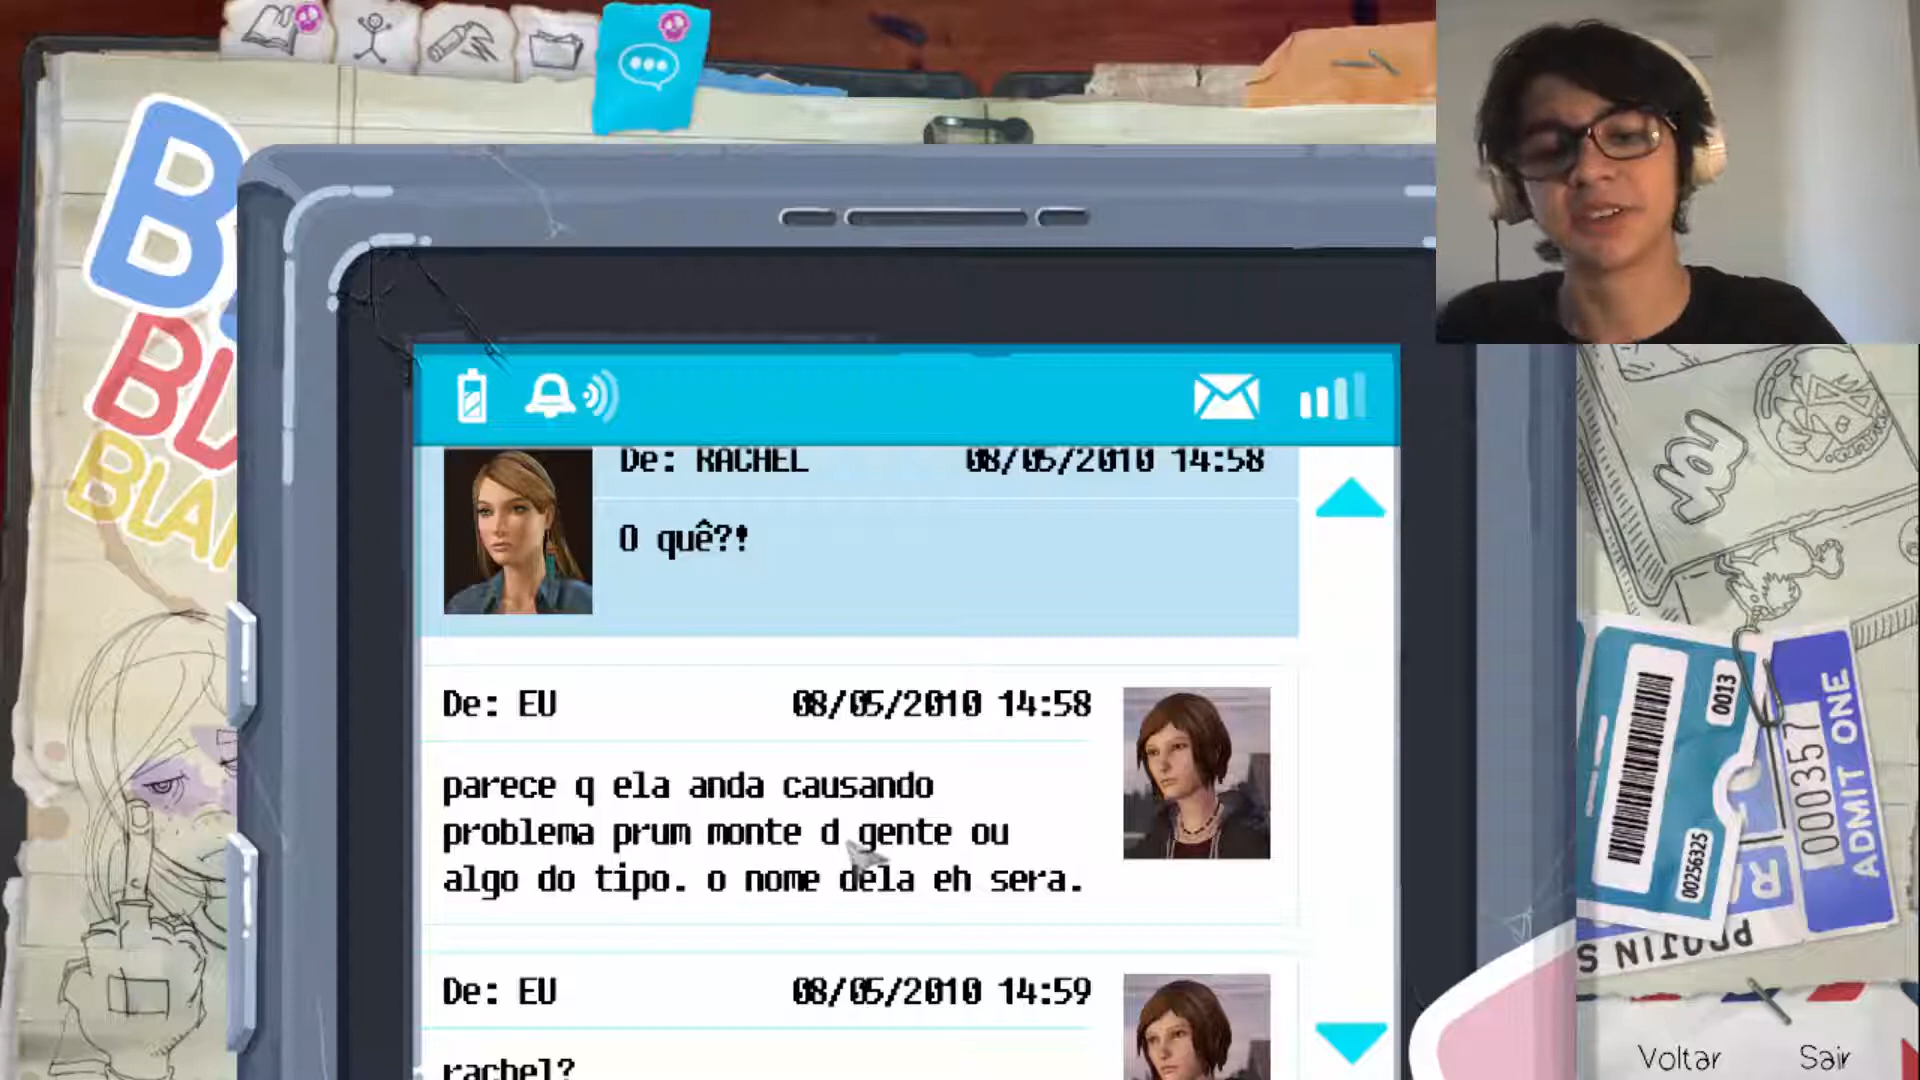 De: RACHEL 08/05/2010 14:58
O quê?!
De: EU 08/05/2010 14:58
parece q ela anda causando
problema prum monte d gente ou
algo do tipo. o nome dela eh sera.
De: EU 08/05/2010 14:59
rachel?
BLA
BLA
0013
00256325
000357
ADMIT ONE
Voltar Sair